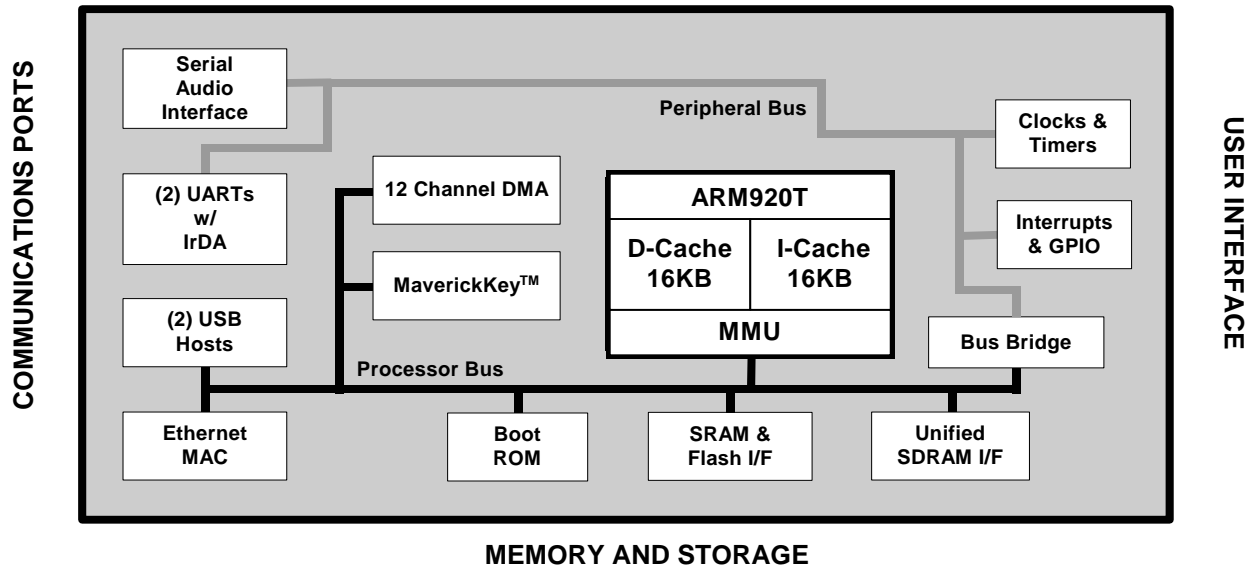 COMMUNICATIONS PORTS
Serial
Audio
Interface
Peripheral Bus
Clocks &
Timers
(2) UARTs
w/
IrDA
12 Channel DMA
ARM920T
D-Cache
16KB
I-Cache
16KB
MMU
Interrupts
& GPIO
MaverickKey™
(2) USB
Hosts
Bus Bridge
Processor Bus
Ethernet
MAC
Boot
ROM
SRAM &
Flash I/F
Unified
SDRAM I/F
USER INTERFACE
MEMORY AND STORAGE